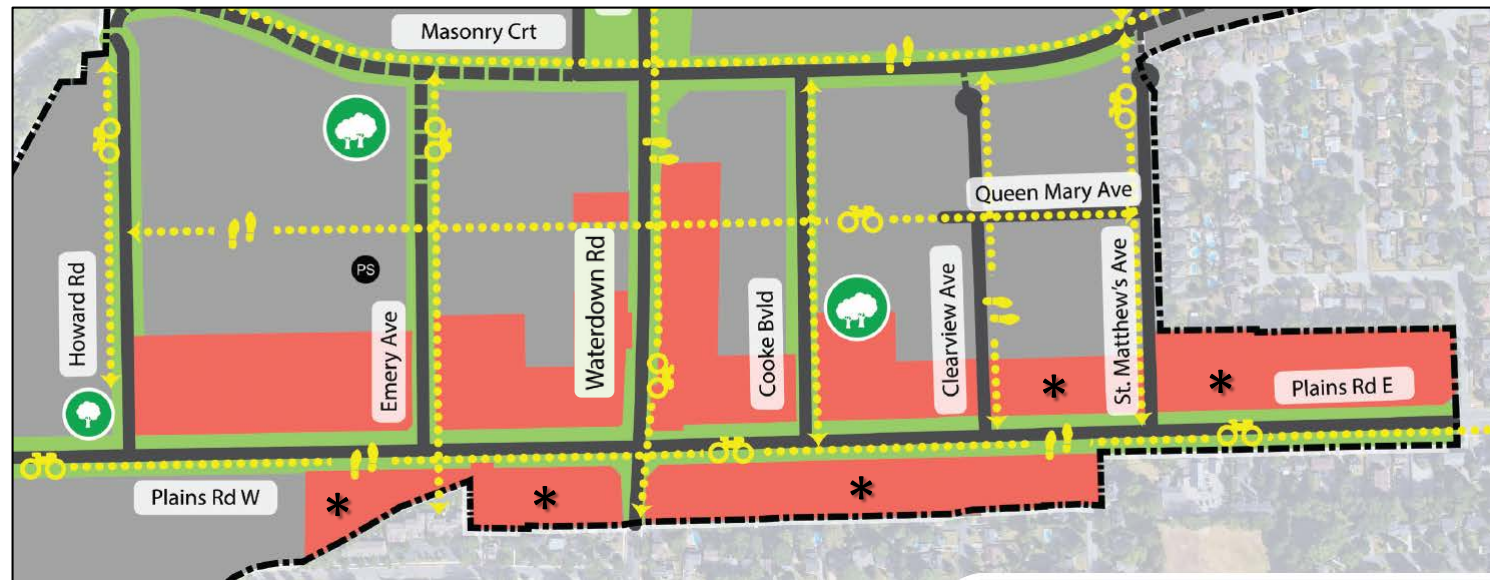 Masonry Crt
Queen Mary Ave
Howard Rd
PS
Emery Ave
Waterdown Rd
Cooke Bvld
Clearview Ave
St. Matthew's Ave
*
*
Plains Rd E
Plains Rd W
*
*
*